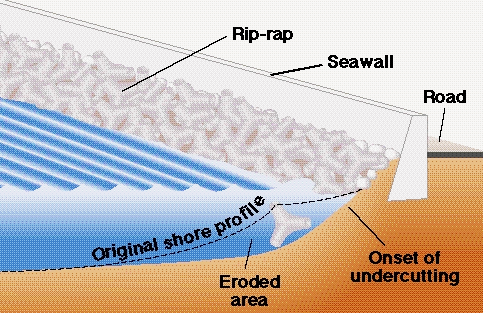 Rip-rap
Seawall
Road
Original shore profile
Onset of
undercutting
Eroded
area